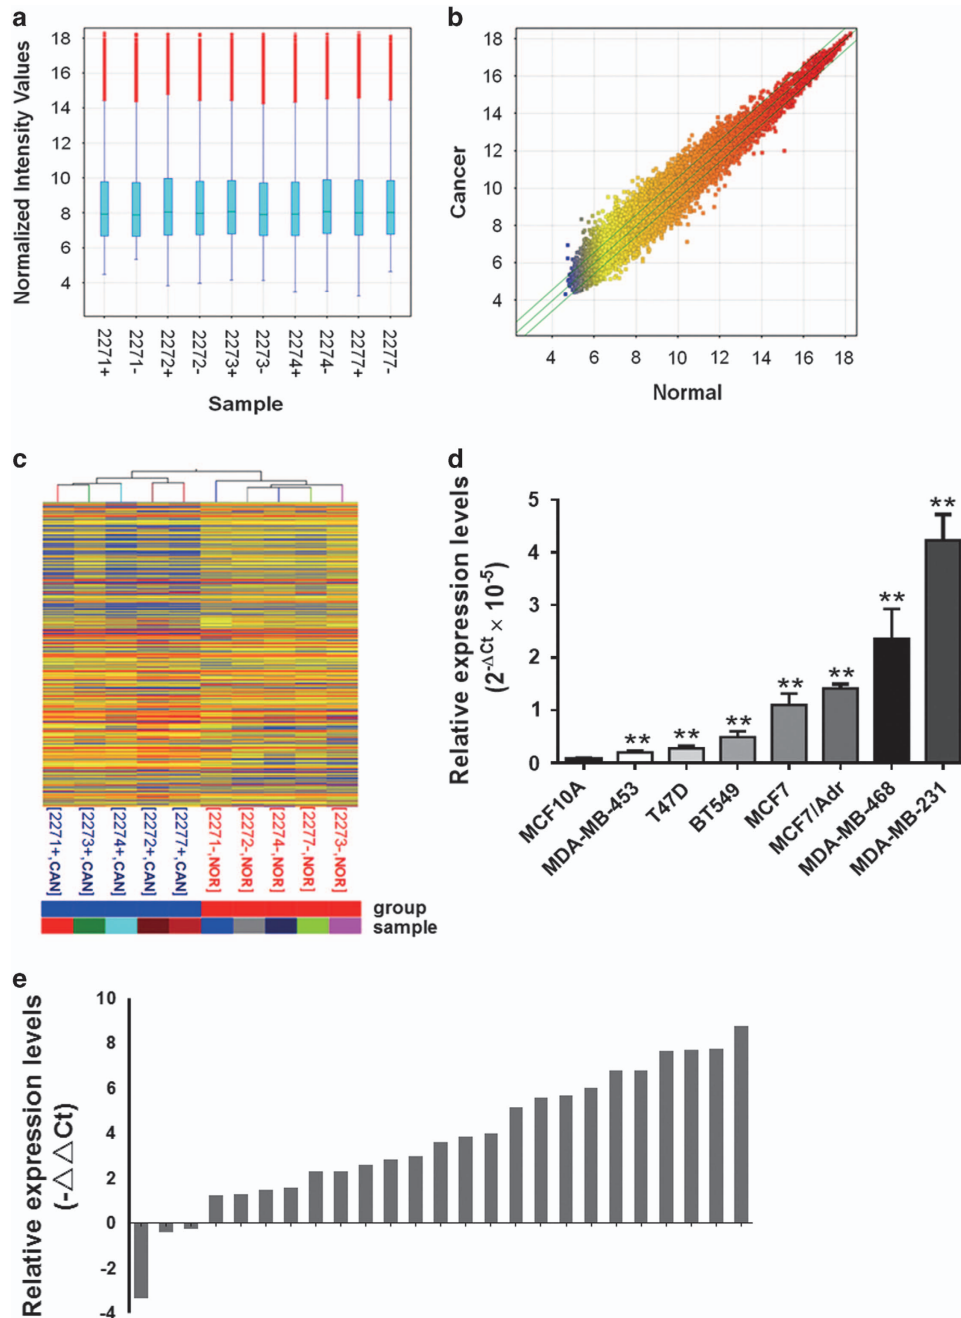 a
Normalized Intensity Values
18
16
14
12
10
8
6
4
2271+
2271-
2272+
2272-
2273+
2273-
2274+
2274-
2277+
2277-
Sample
b
Cancer
18
16
14
12
10
8
6
4
4 6 8 10 12 14 16 18
Normal
c
[2271+,CAN]
[2273+,CAN]
[2274+,CAN]
[2272+,CAN]
[2277+,CAN]
[2271-,NOR]
[2272-,NOR]
[2274-,NOR]
[2277-,NOR]
[2273-,NOR]
group
sample
d
Relative expression levels
(2-ΔCt × 10-5)
5
4
3
2
1
0
**
**
**
**
**
**
**
MCF10A
MDA-MB-453
T47D
BT549
MCF7
MCF7/Adr
MDA-MB-468
MDA-MB-231
e
Relative expression levels
(-△△Ct)
10
8
6
4
2
0
-2
-4